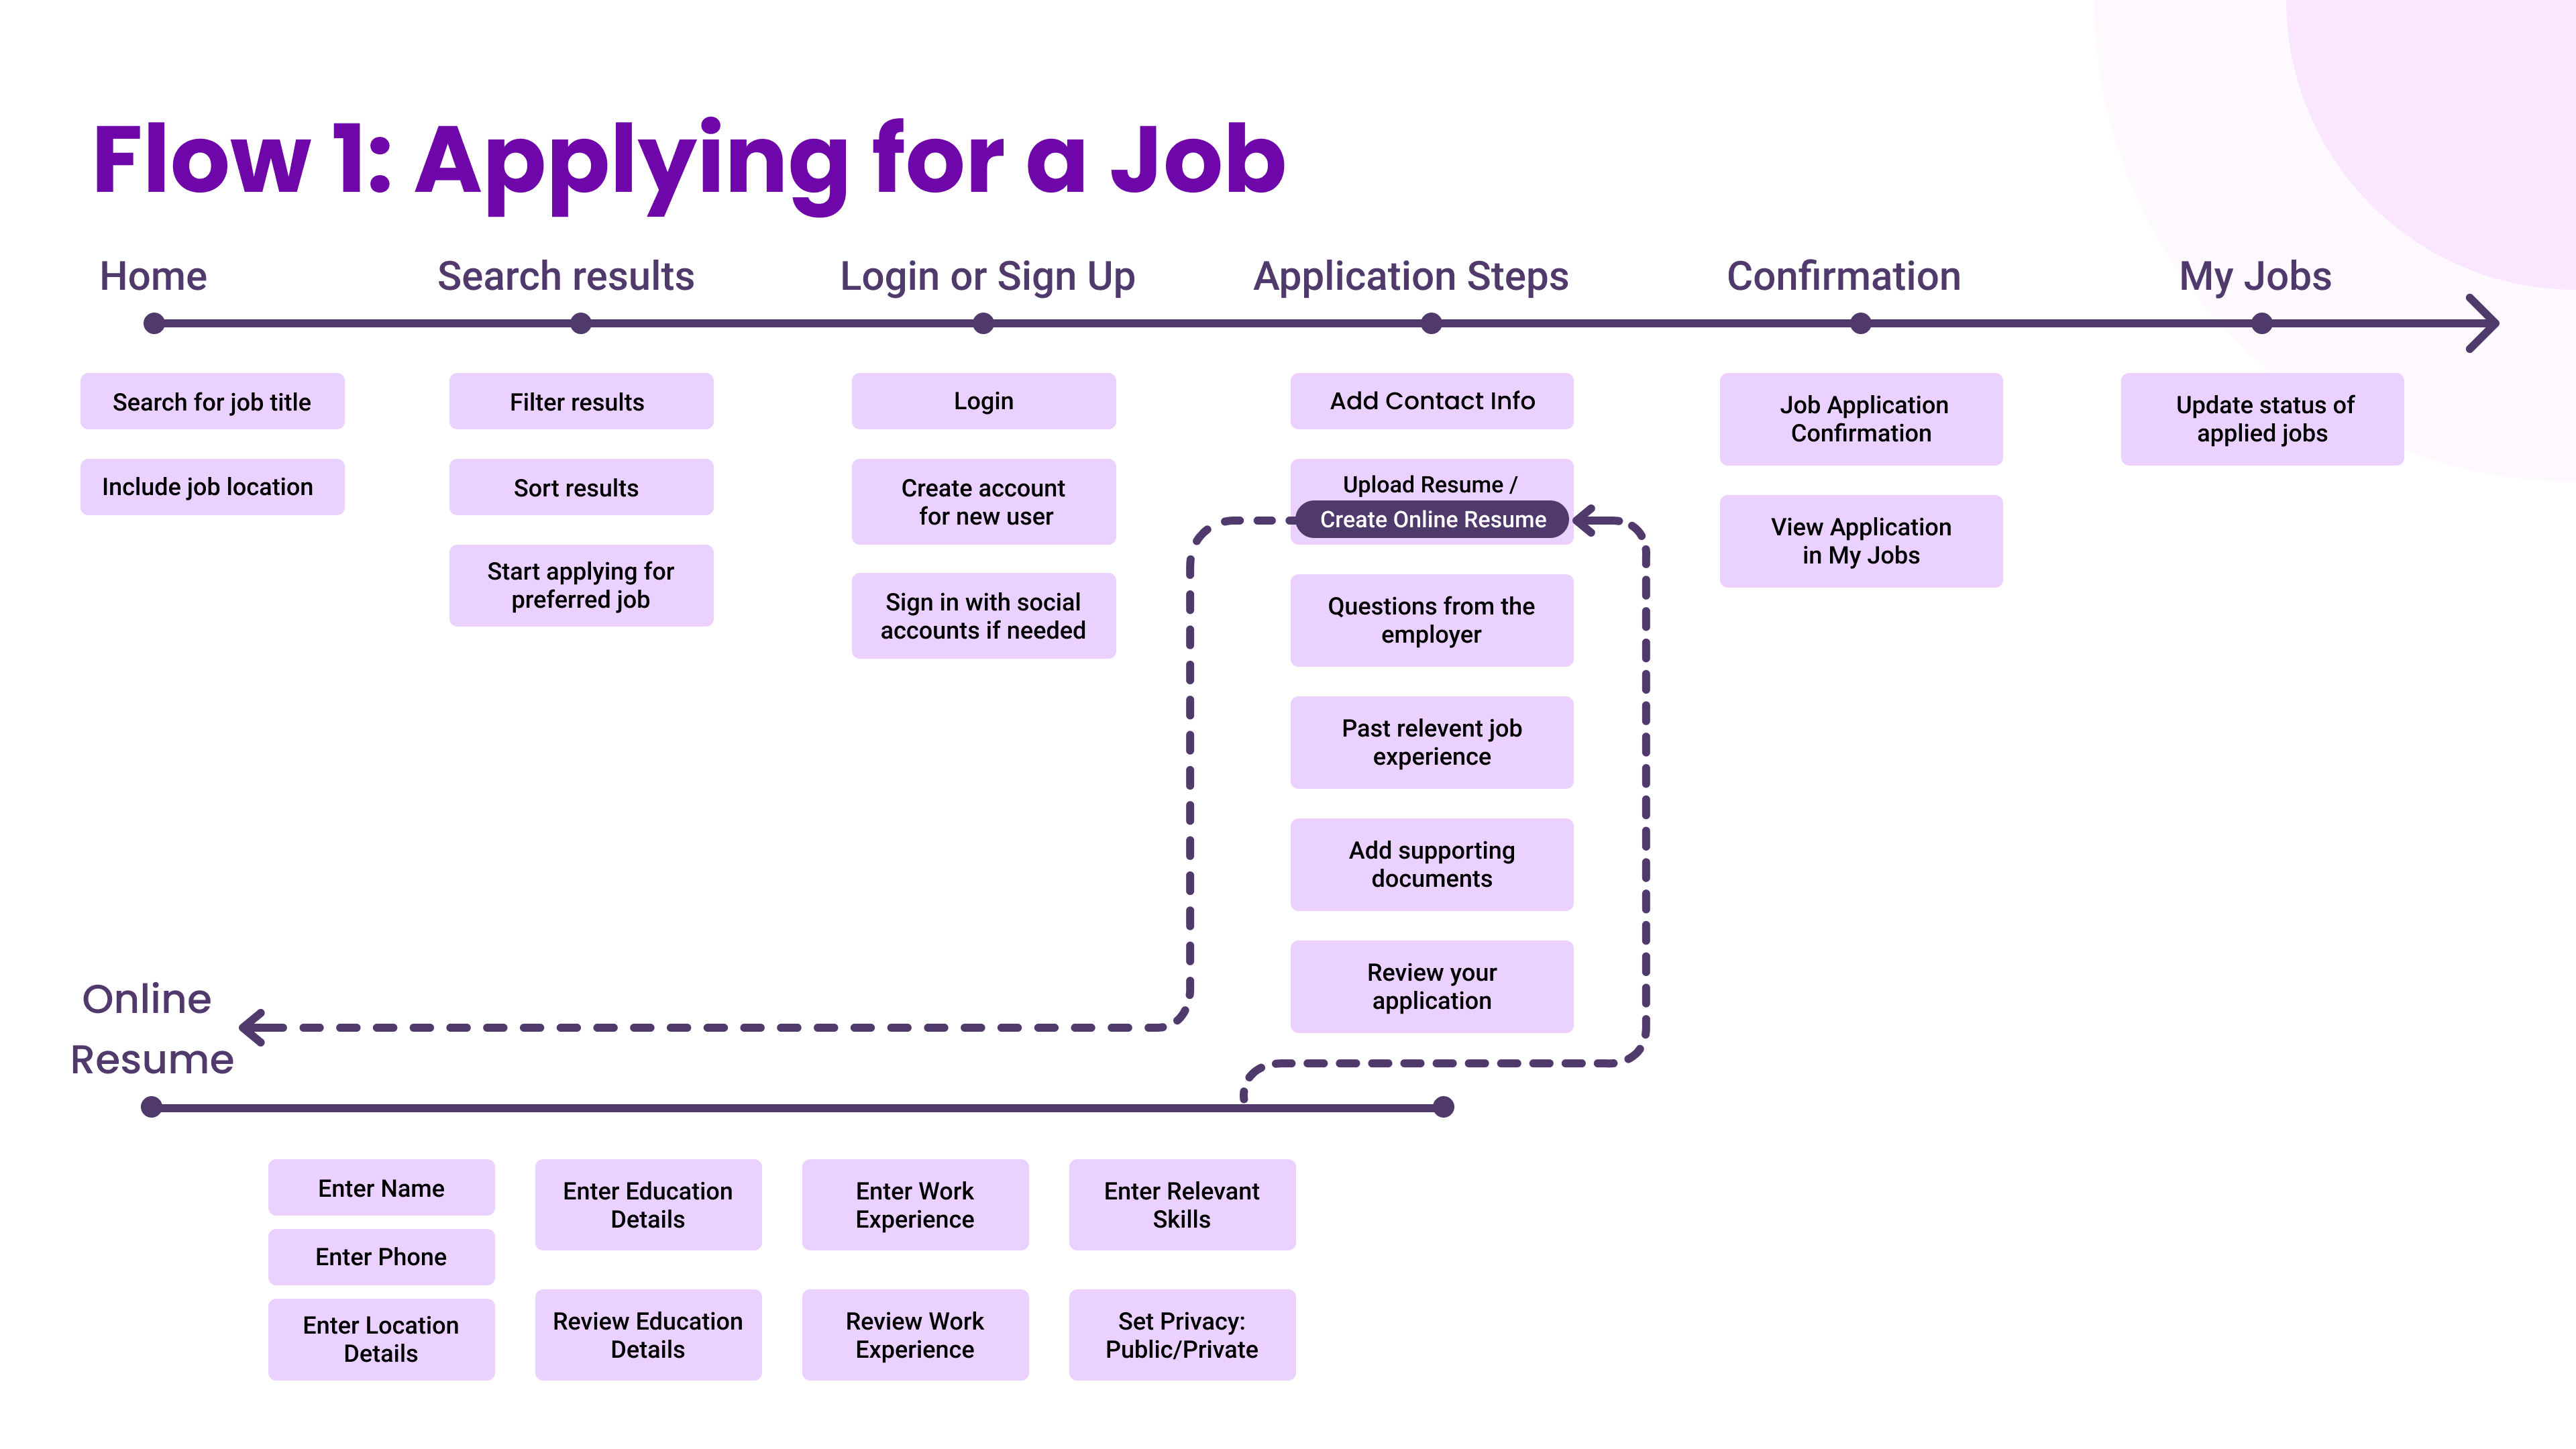 Flow 1: Applying for a Job
Home
Search results
Login or Sign Up
Application Steps
Confirmation
My Jobs
Search for job title
Include job location
Filter results
Sort results
Start applying for
preferred job
Login
Create account
for new user
Sign in with social
accounts if needed
Add Contact Info
Upload Resume /
Create Online Resume
Questions from the
employer
Past relevent job
experience
Add supporting
documents
Review your
application
Job Application
Confirmation
View Application
in My Jobs
Update status of
applied jobs
Online
Resume
Enter Name
Enter Phone
Enter Location
Details
Enter Education
Details
Review Education
Details
Enter Work
Experience
Review Work
Experience
Enter Relevant
Skills
Set Privacy:
Public/Private